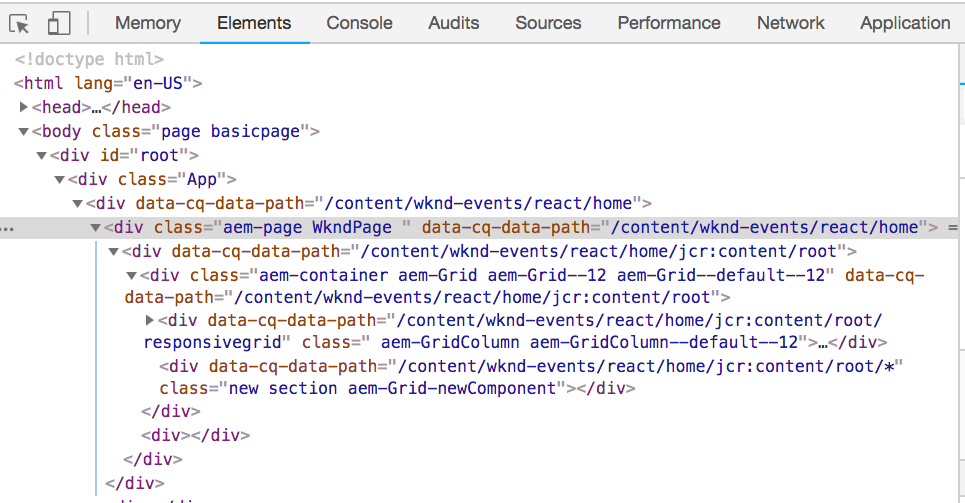 Memory Elements Console Audits Sources Performance Network Application
<!doctype html>
<html lang="en-US">
<head>…</head>
<body class="page basicpage">
<div id="root">
<div class="App">
<div data-cq-data-path="/content/wknd-events/react/home">
… <div class="aem-page WkndPage " data-cq-data-path="/content/wknd-events/react/home"> =
<div data-cq-data-path="/content/wknd-events/react/home/jcr:content/root">
<div class="aem-container aem-Grid aem-Grid--12 aem-Grid--default--12" data-cq-
data-path="/content/wknd-events/react/home/jcr:content/root">
<div data-cq-data-path="/content/wknd-events/react/home/jcr:content/root/
responsivegrid" class=" aem-GridColumn aem-GridColumn--default--12">…</div>
<div data-cq-data-path="/content/wknd-events/react/home/jcr:content/root/*"
class="new section aem-Grid-newComponent"></div>
</div>
<div></div>
</div>
</div>